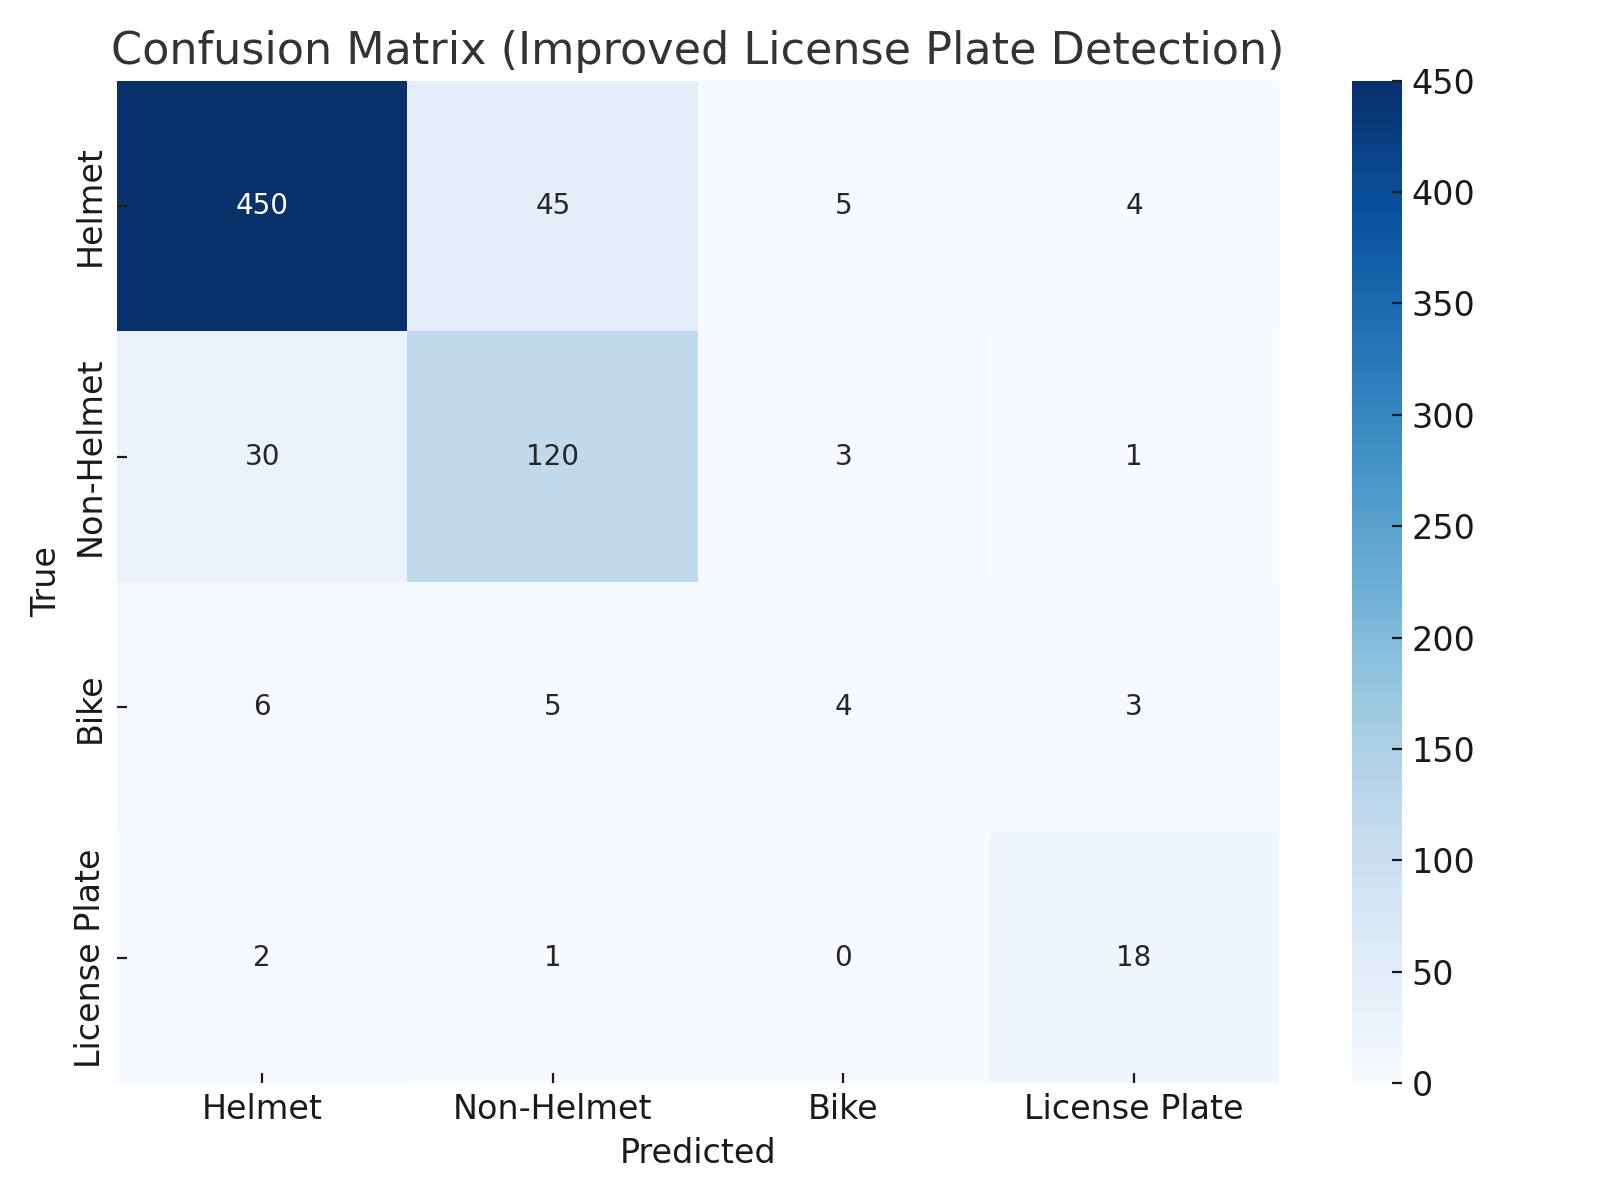 Confusion Matrix (Improved License Plate Detection)
True
Helmet
450 45 5 4
Non-Helmet
30 120 3 1
Bike
6 5 4 3
License Plate
2 1 0 18
Helmet Non-Helmet Bike License Plate
Predicted
450
400
350
300
250
200
150
100
50
0